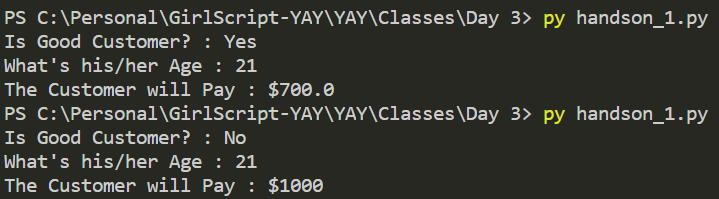 PS C:\Personal\GirlScript-YAY\YAY\Classes\Day 3> py handson_1.py
Is Good Customer? : Yes
What's his/her Age : 21
The Customer will Pay : $700.0
PS C:\Personal\GirlScript-YAY\YAY\Classes\Day 3> py handson_1.py
Is Good Customer? : No
What's his/her Age : 21
The Customer will Pay : $1000